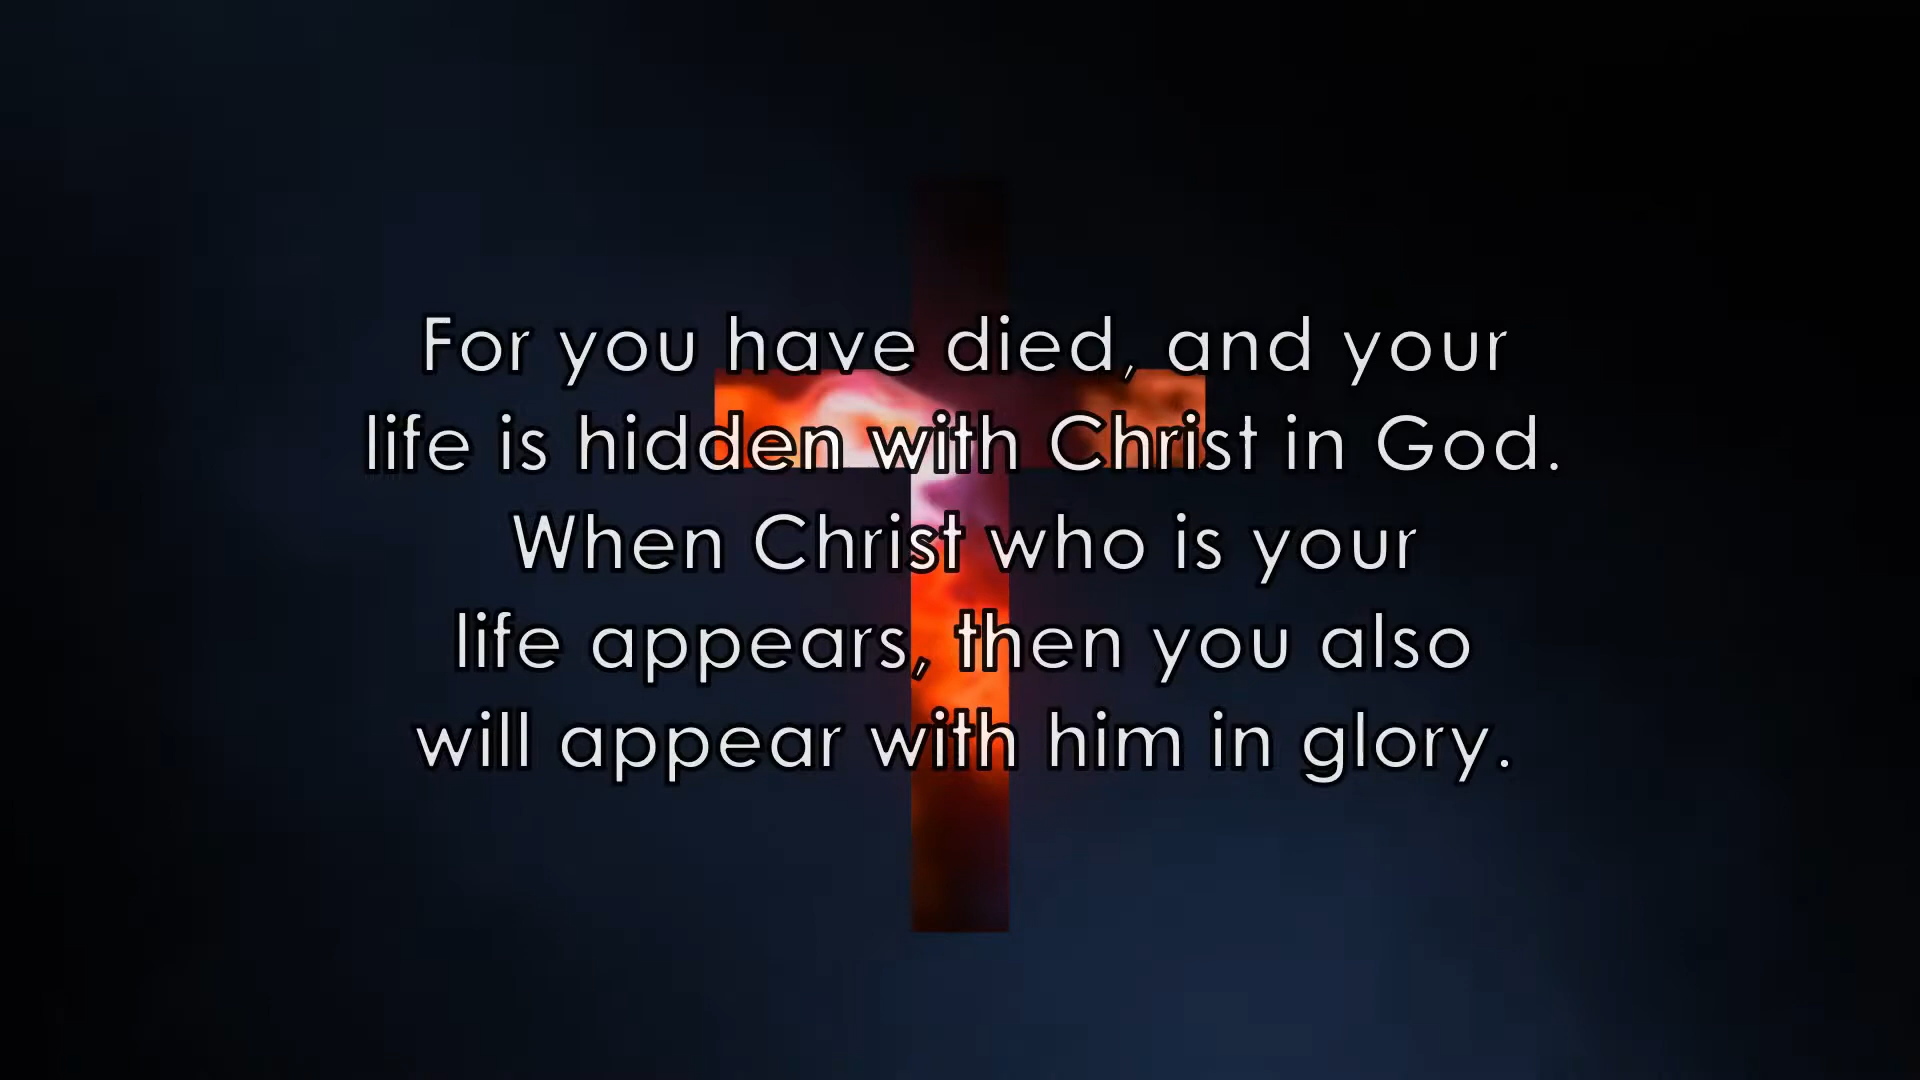 For you have died, and your
life is hidden with Christ in God.
When Christ who is your
life appears, then you also
will appear with him in glory.